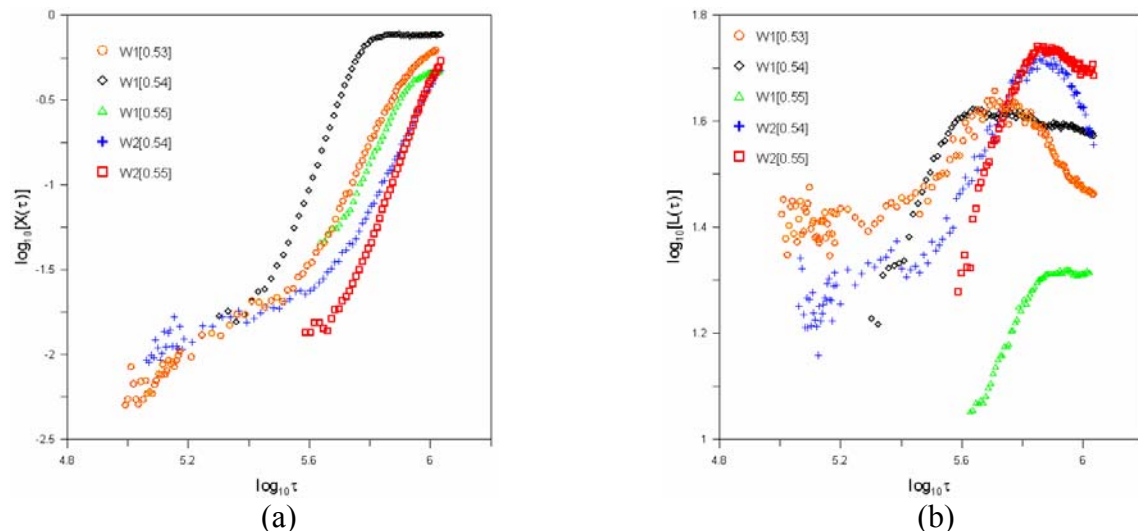 log10[X(τ)]
-0
-0.5
-1
-1.5
-2
-2.5
4.8
5.2
5.6
6
log10τ
W1[0.53]
W1[0.54]
W1[0.55]
W2[0.54]
W2[0.55]
(a)
log10[L(τ)]
1.8
1.6
1.4
1.2
1
4.8
5.2
5.6
6
log10τ
W1[0.53]
W1[0.54]
W1[0.55]
W2[0.54]
W2[0.55]
(b)